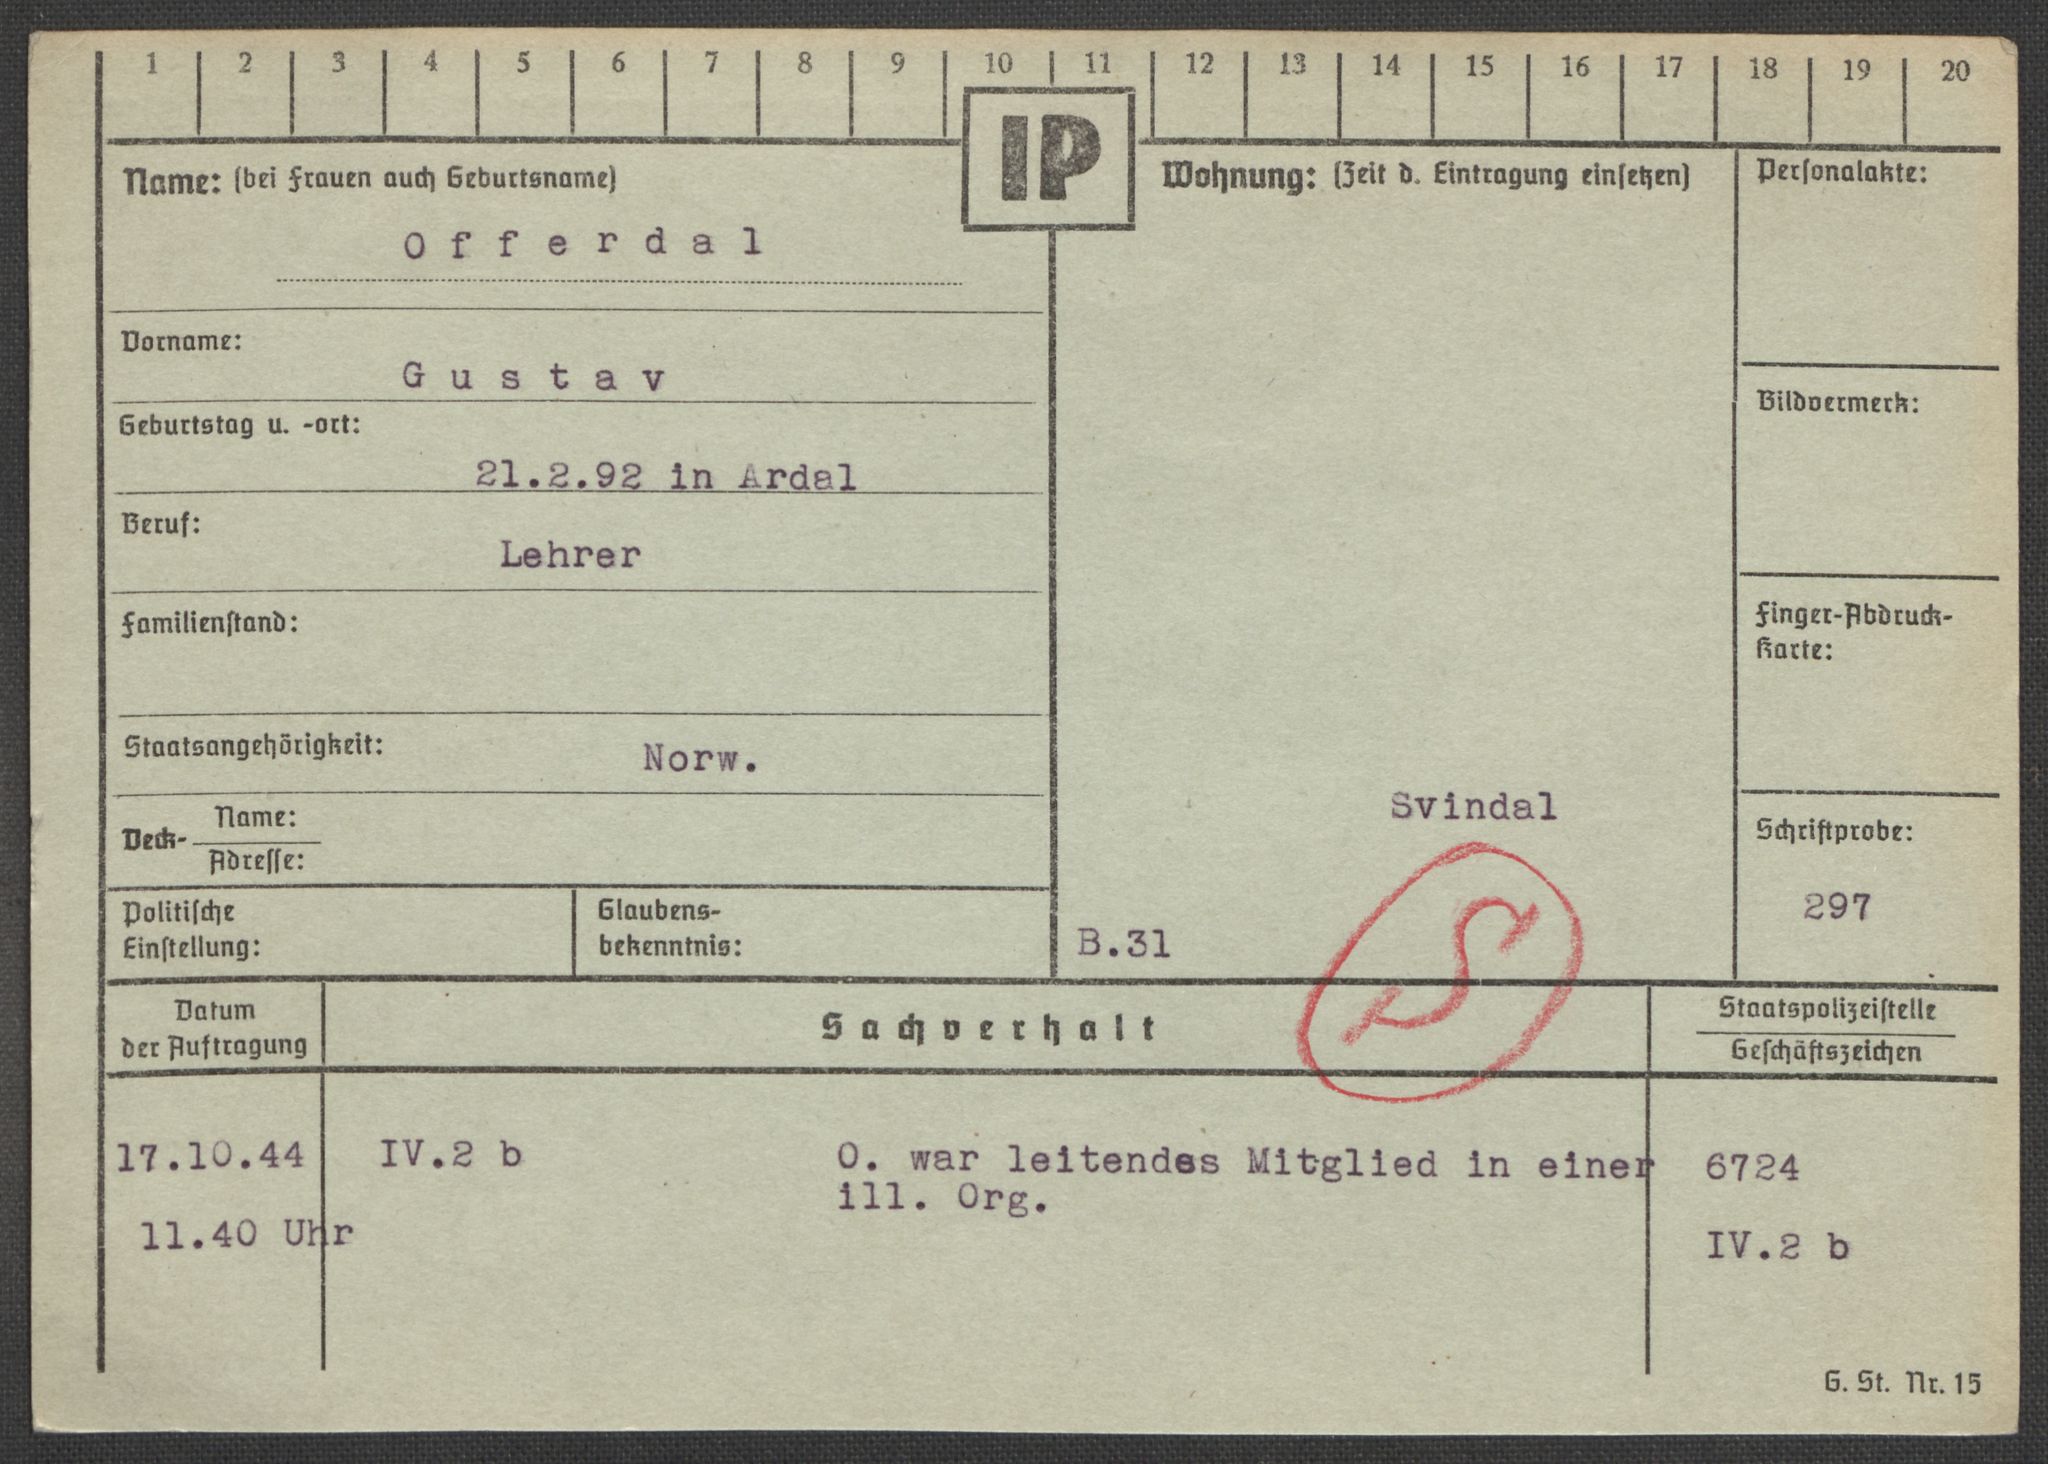 1 2 3 4 5 6 7 8 9 10 11 12 13 14 15 16 17 18 19 20
IP
Name: (bei Frauen auch Geburtsname)
Offerdal
Vorname:
Gustav
Geburtstag u. -ort:
21.2.92 in Ardal
Beruf:
Lehrer
Familienstand:
Staatsangehörigkeit: Norw.
Deck- Name:
Adresse:
Politische
Einstellung:
Glaubens-
bekenntnis:
Wohnung: (Zeit d. Eintragung einsetzen)
Svindal
S
B.31
Personalakte:
Bildvermerk:
Finger-Abdruck-
Karte:
Schriftprobe:
297
Datum
der Auftragung
Sachverhalt
Staatspolizeistelle
Geschäftszeichen
17.10.44 IV.2 b O. war leitendes Mitglied in einer 6724
ill. Org.
11.40 Uhr IV.2 b
G. St. Nr. 15